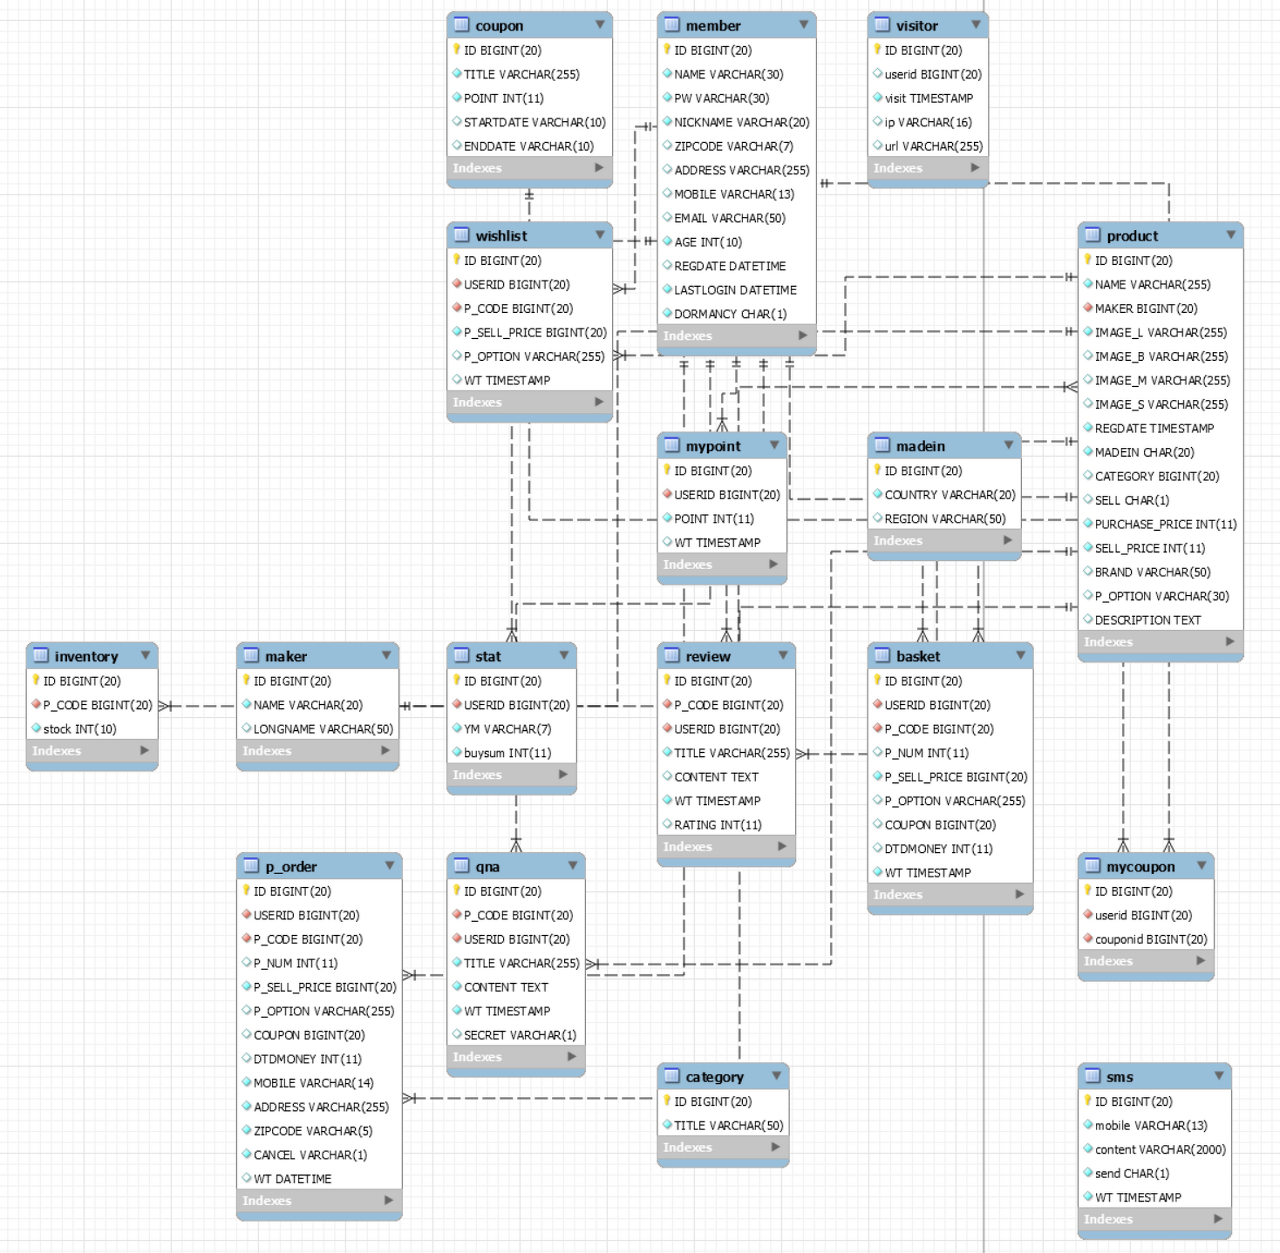 coupon
ID BIGINT(20)
TITLE VARCHAR(255)
POINT INT(11)
STARTDATE VARCHAR(10)
ENDDATE VARCHAR(10)
Indexes
member
ID BIGINT(20)
NAME VARCHAR(30)
PW VARCHAR(30)
NICKNAME VARCHAR(20)
ZIPCODE VARCHAR(7)
ADDRESS VARCHAR(255)
MOBILE VARCHAR(13)
EMAIL VARCHAR(50)
AGE INT(10)
REGDATE DATETIME
LASTLOGIN DATETIME
DORMANCY CHAR(1)
Indexes
visitor
ID BIGINT(20)
userid BIGINT(20)
visit TIMESTAMP
ip VARCHAR(16)
url VARCHAR(255)
Indexes
wishlist
ID BIGINT(20)
USERID BIGINT(20)
P_CODE BIGINT(20)
P_SELL_PRICE BIGINT(20)
P_OPTION VARCHAR(255)
WT TIMESTAMP
Indexes
product
ID BIGINT(20)
NAME VARCHAR(255)
MAKER BIGINT(20)
IMAGE_L VARCHAR(255)
IMAGE_B VARCHAR(255)
IMAGE_M VARCHAR(255)
IMAGE_S VARCHAR(255)
REGDATE TIMESTAMP
MADEIN CHAR(20)
CATEGORY BIGINT(20)
SELL CHAR(1)
PURCHASE_PRICE INT(11)
SELL_PRICE INT(11)
BRAND VARCHAR(50)
P_OPTION VARCHAR(30)
DESCRIPTION TEXT
Indexes
mypoint
ID BIGINT(20)
USERID BIGINT(20)
POINT INT(11)
WT TIMESTAMP
Indexes
madein
ID BIGINT(20)
COUNTRY VARCHAR(20)
REGION VARCHAR(50)
Indexes
inventory
ID BIGINT(20)
P_CODE BIGINT(20)
stock INT(10)
Indexes
maker
ID BIGINT(20)
NAME VARCHAR(20)
LONGNAME VARCHAR(50)
Indexes
stat
ID BIGINT(20)
USERID BIGINT(20)
YM VARCHAR(7)
buysum INT(11)
Indexes
review
ID BIGINT(20)
P_CODE BIGINT(20)
USERID BIGINT(20)
TITLE VARCHAR(255)
CONTENT TEXT
WT TIMESTAMP
RATING INT(11)
Indexes
basket
ID BIGINT(20)
USERID BIGINT(20)
P_CODE BIGINT(20)
P_NUM INT(11)
P_SELL_PRICE BIGINT(20)
P_OPTION VARCHAR(255)
COUPON BIGINT(20)
DTDMONEY INT(11)
WT TIMESTAMP
Indexes
p_order
ID BIGINT(20)
USERID BIGINT(20)
P_CODE BIGINT(20)
P_NUM INT(11)
P_SELL_PRICE BIGINT(20)
P_OPTION VARCHAR(255)
COUPON BIGINT(20)
DTDMONEY INT(11)
MOBILE VARCHAR(14)
ADDRESS VARCHAR(255)
ZIPCODE VARCHAR(5)
CANCEL VARCHAR(1)
WT DATETIME
Indexes
qna
ID BIGINT(20)
P_CODE BIGINT(20)
USERID BIGINT(20)
TITLE VARCHAR(255)
CONTENT TEXT
WT TIMESTAMP
SECRET VARCHAR(1)
Indexes
mycoupon
ID BIGINT(20)
userid BIGINT(20)
couponid BIGINT(20)
Indexes
category
ID BIGINT(20)
TITLE VARCHAR(50)
Indexes
sms
ID BIGINT(20)
mobile VARCHAR(13)
content VARCHAR(2000)
send CHAR(1)
WT TIMESTAMP
Indexes